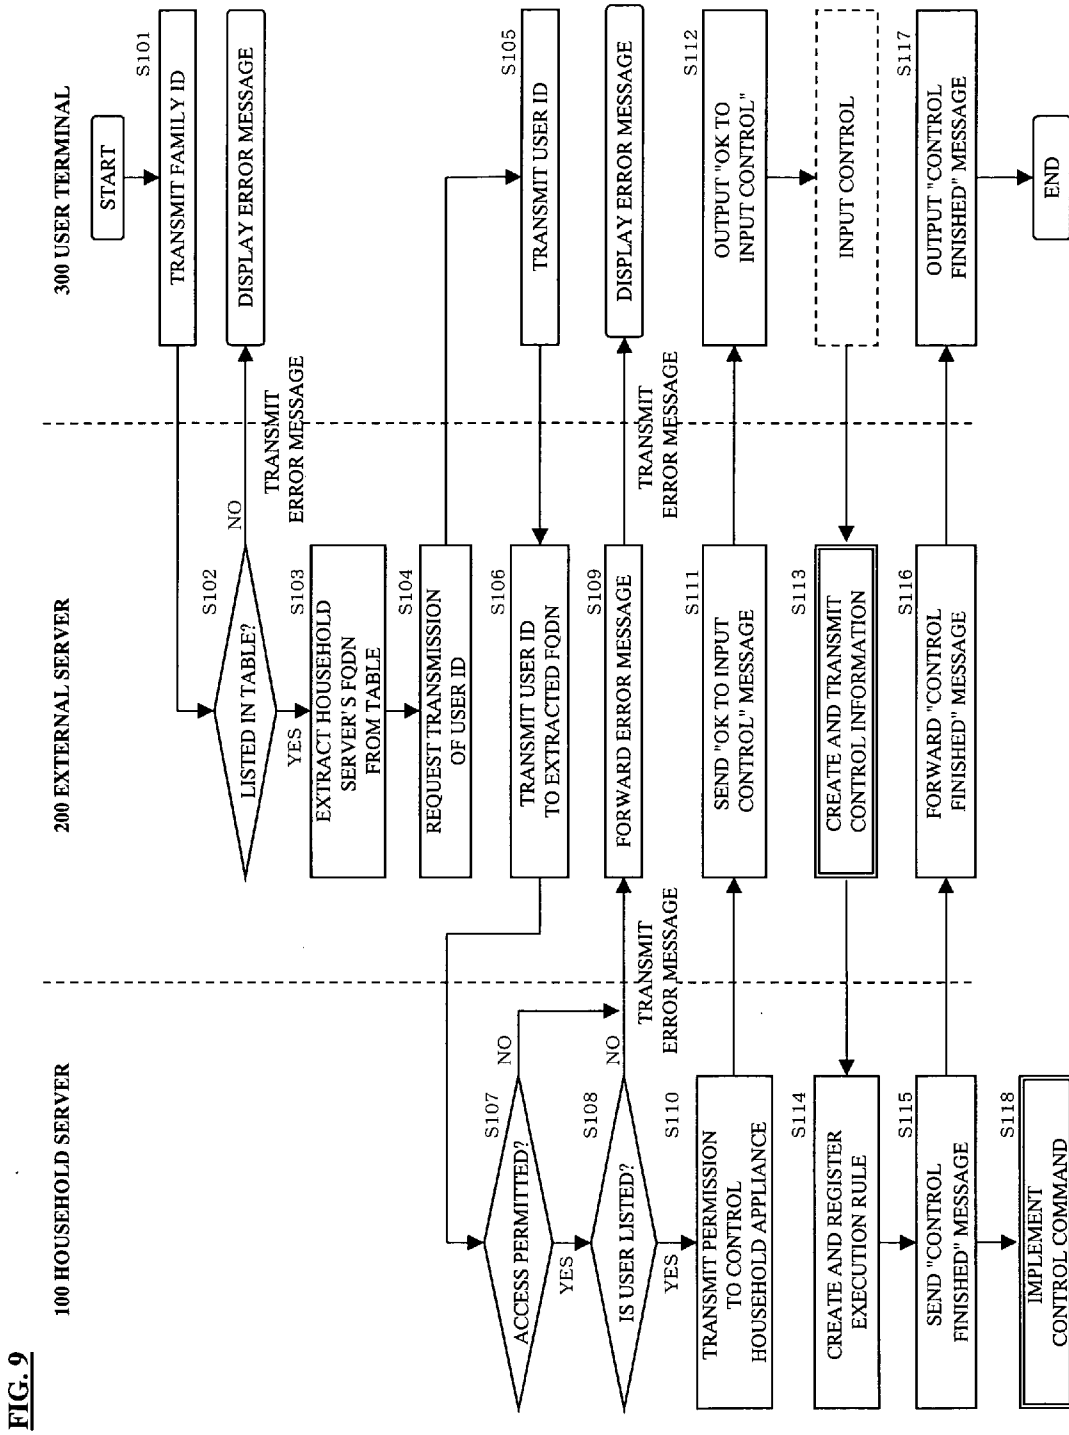 FIG. 9
100 HOUSEHOLD SERVER
200 EXTERNAL SERVER
300 USER TERMINAL
START
S101
TRANSMIT FAMILY ID
S102
LISTED IN TABLE?
NO
TRANSMIT
ERROR MESSAGE
DISPLAY ERROR MESSAGE
YES
S103
EXTRACT HOUSEHOLD
SERVER'S FQDN
FROM TABLE
S104
REQUEST TRANSMISSION
OF USER ID
S105
TRANSMIT USER ID
S106
TRANSMIT USER ID
TO EXTRACTED FQDN
S107
ACCESS PERMITTED?
NO
YES
S108
IS USER LISTED?
NO
TRANSMIT
ERROR MESSAGE
S109
FORWARD ERROR MESSAGE
TRANSMIT
ERROR MESSAGE
DISPLAY ERROR MESSAGE
YES
S110
TRANSMIT PERMISSION
TO CONTROL
HOUSEHOLD APPLIANCE
S111
SEND "OK TO INPUT
CONTROL" MESSAGE
S112
OUTPUT "OK TO
INPUT CONTROL"
INPUT CONTROL
S113
CREATE AND TRANSMIT
CONTROL INFORMATION
S114
CREATE AND REGISTER
EXECUTION RULE
S115
SEND "CONTROL
FINISHED" MESSAGE
S116
FORWARD "CONTROL
FINISHED" MESSAGE
S117
OUTPUT "CONTROL
FINISHED" MESSAGE
S118
IMPLEMENT
CONTROL COMMAND
END